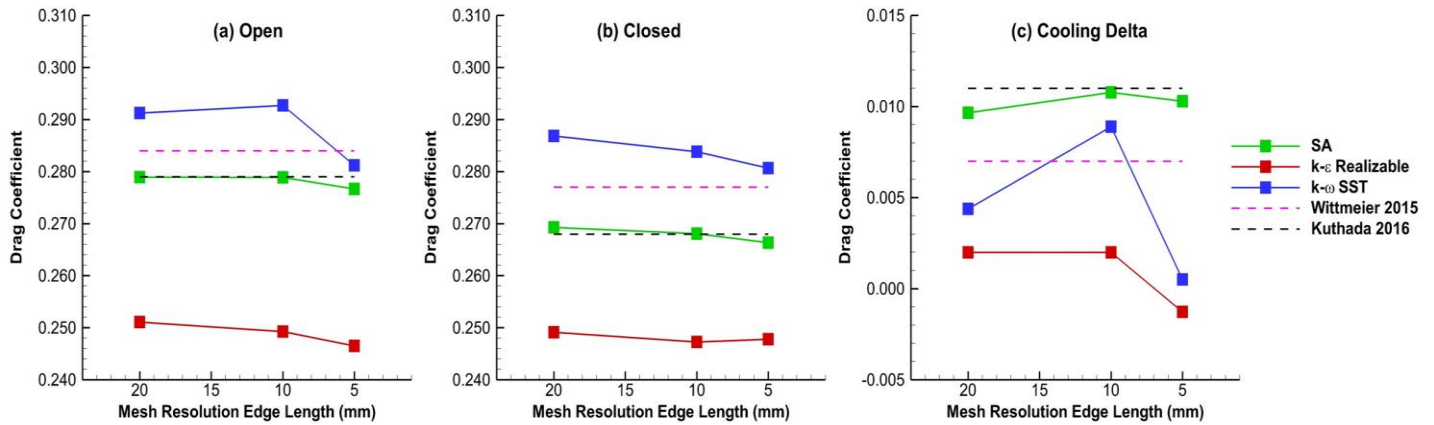 (a) Open
0.310
0.300
0.290
0.280
0.270
0.260
0.250
0.240
Drag Coefficient
20 15 10 5
Mesh Resolution Edge Length (mm)
(b) Closed
0.310
0.300
0.290
0.280
0.270
0.260
0.250
0.240
Drag Coefficient
20 15 10 5
Mesh Resolution Edge Length (mm)
(c) Cooling Delta
0.015
0.010
0.005
0.000
-0.005
Drag Coefficient
20 15 10 5
Mesh Resolution Edge Length (mm)
SA
k-ε Realizable
k-ω SST
Wittmeier 2015
Kuthada 2016